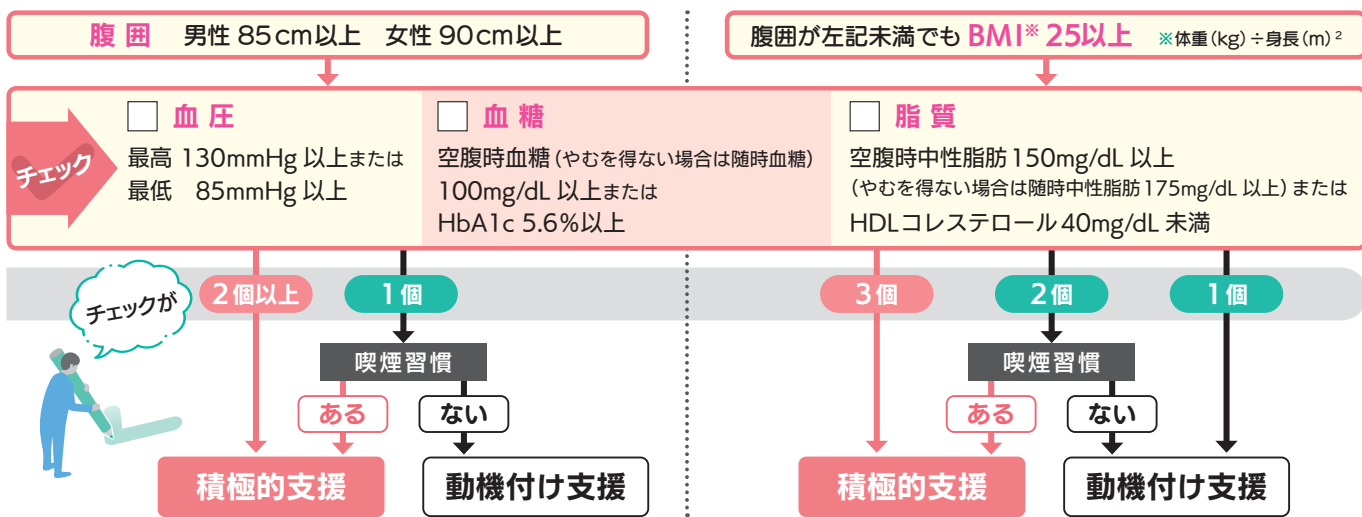 腹囲 男性 85cm以上 女性 90cm以上
腹囲が左記未満でも BMI※ 25以上 ※体重(kg)÷身長(m)²
チェック
□ 血圧
最高 130mmHg 以上または
最低 85mmHg 以上
□ 血糖
空腹時血糖(やむを得ない場合は随時血糖)
100mg/dL 以上または
HbA1c 5.6%以上
□ 脂質
空腹時中性脂肪 150mg/dL 以上
(やむを得ない場合は随時中性脂肪 175mg/dL 以上)または
HDLコレステロール 40mg/dL 未満
チェックが
2個以上
1個
3個
2個
1個
喫煙習慣
喫煙習慣
ある
ない
ある
ない
積極的支援
動機付け支援
積極的支援
動機付け支援